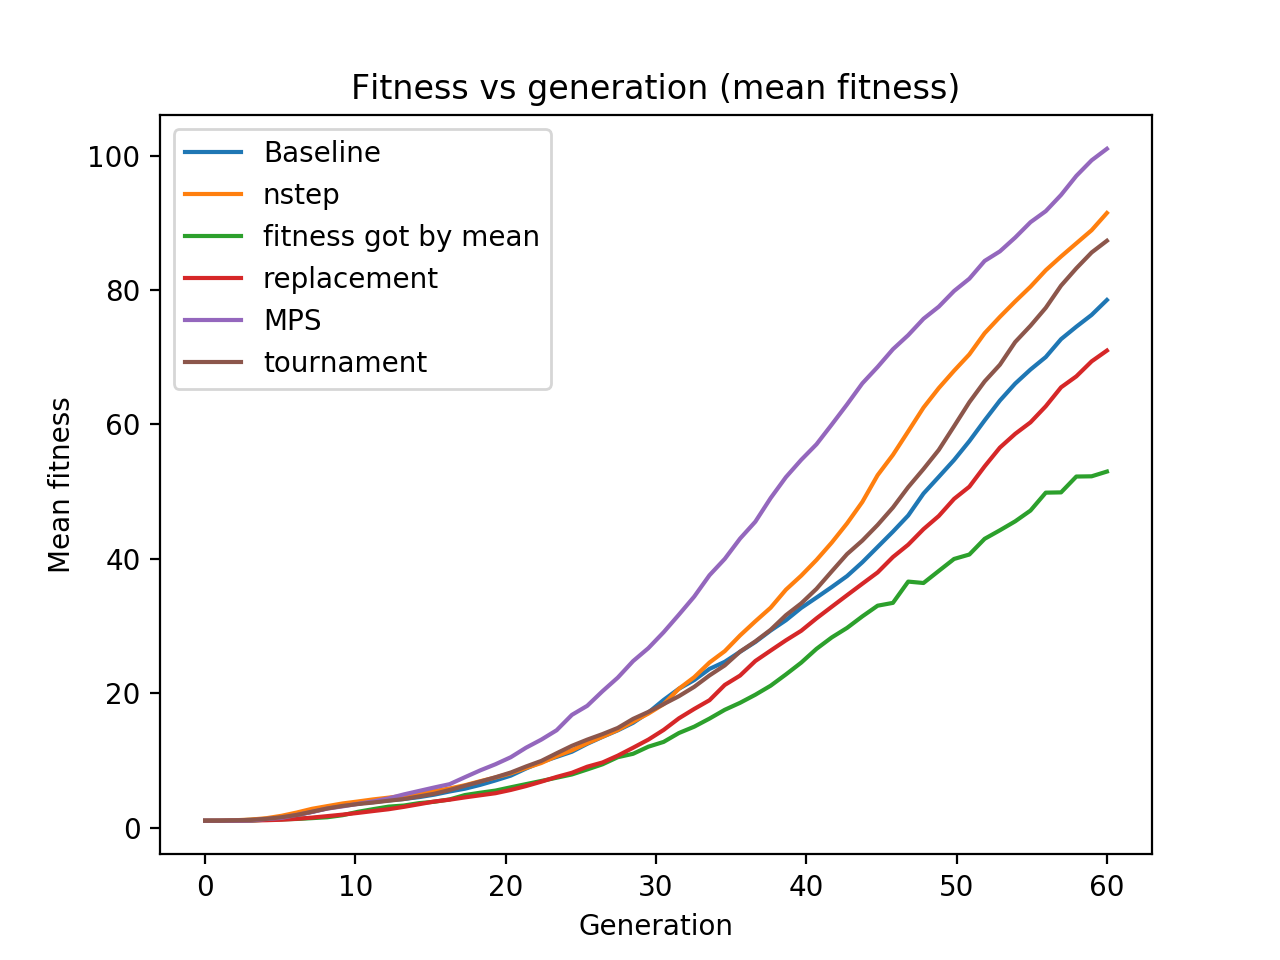 Fitness vs generation (mean fitness)
Baseline
nstep
fitness got by mean
replacement
MPS
tournament
Mean fitness
100
80
60
40
20
0
0 10 20 30 40 50 60
Generation